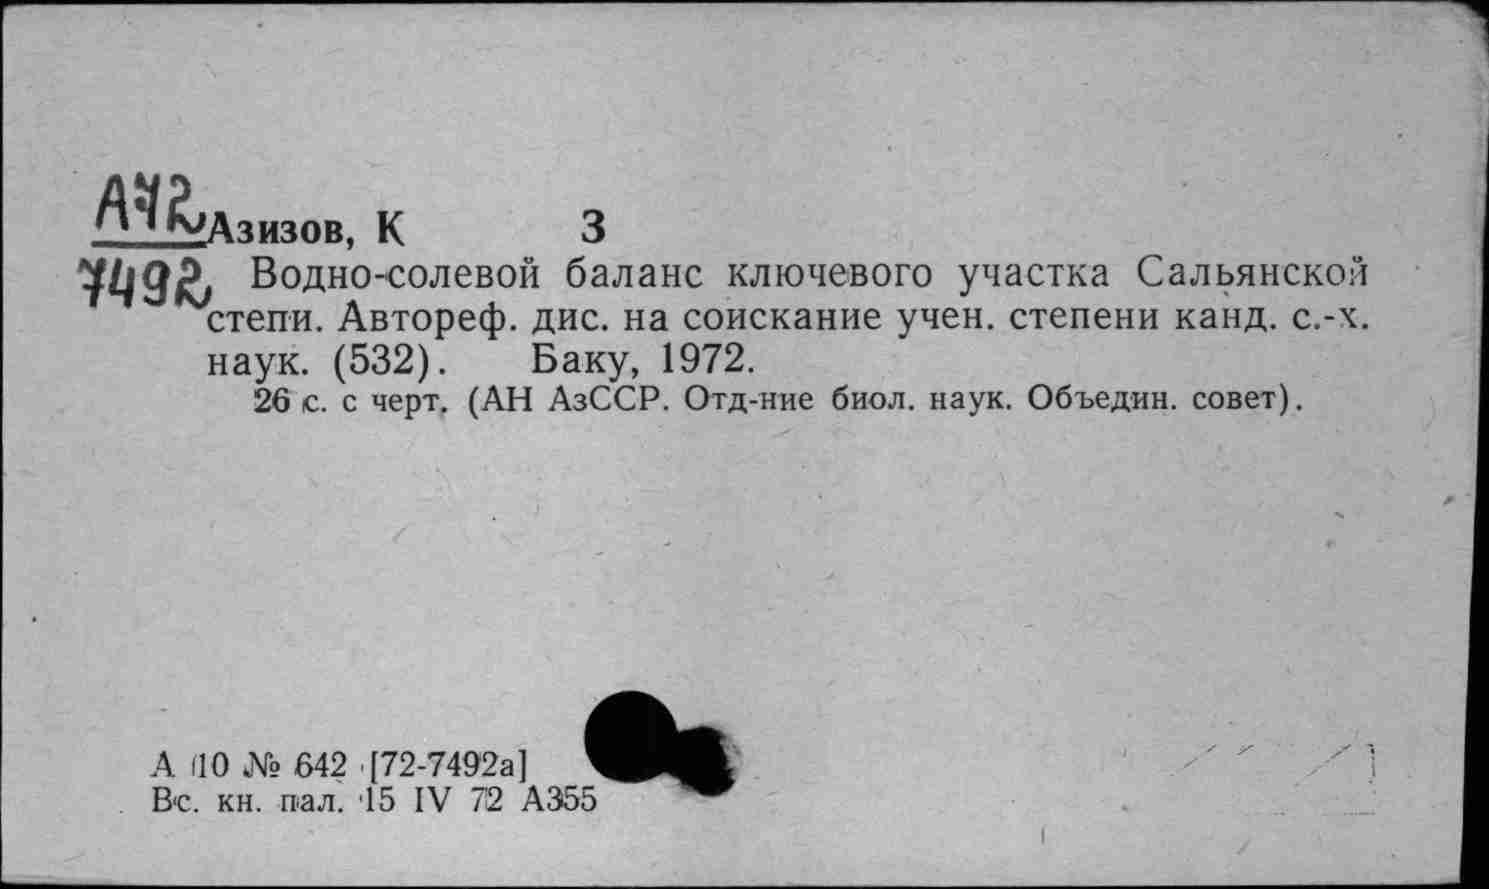 А72
Азизов, К З
7492
Водно-солевой баланс ключевого участка Сальянской
степи. Автореф. дис. на соискание учен. степени канд. с.-х.
наук. (532). Баку, 1972.
26 с. с черт. (АН АзССР. Отд-ние биол. наук. Объедин. совет).
А 10 № 642 [72-7492а]
Вс. кн. пал. 15 IV 72 А355